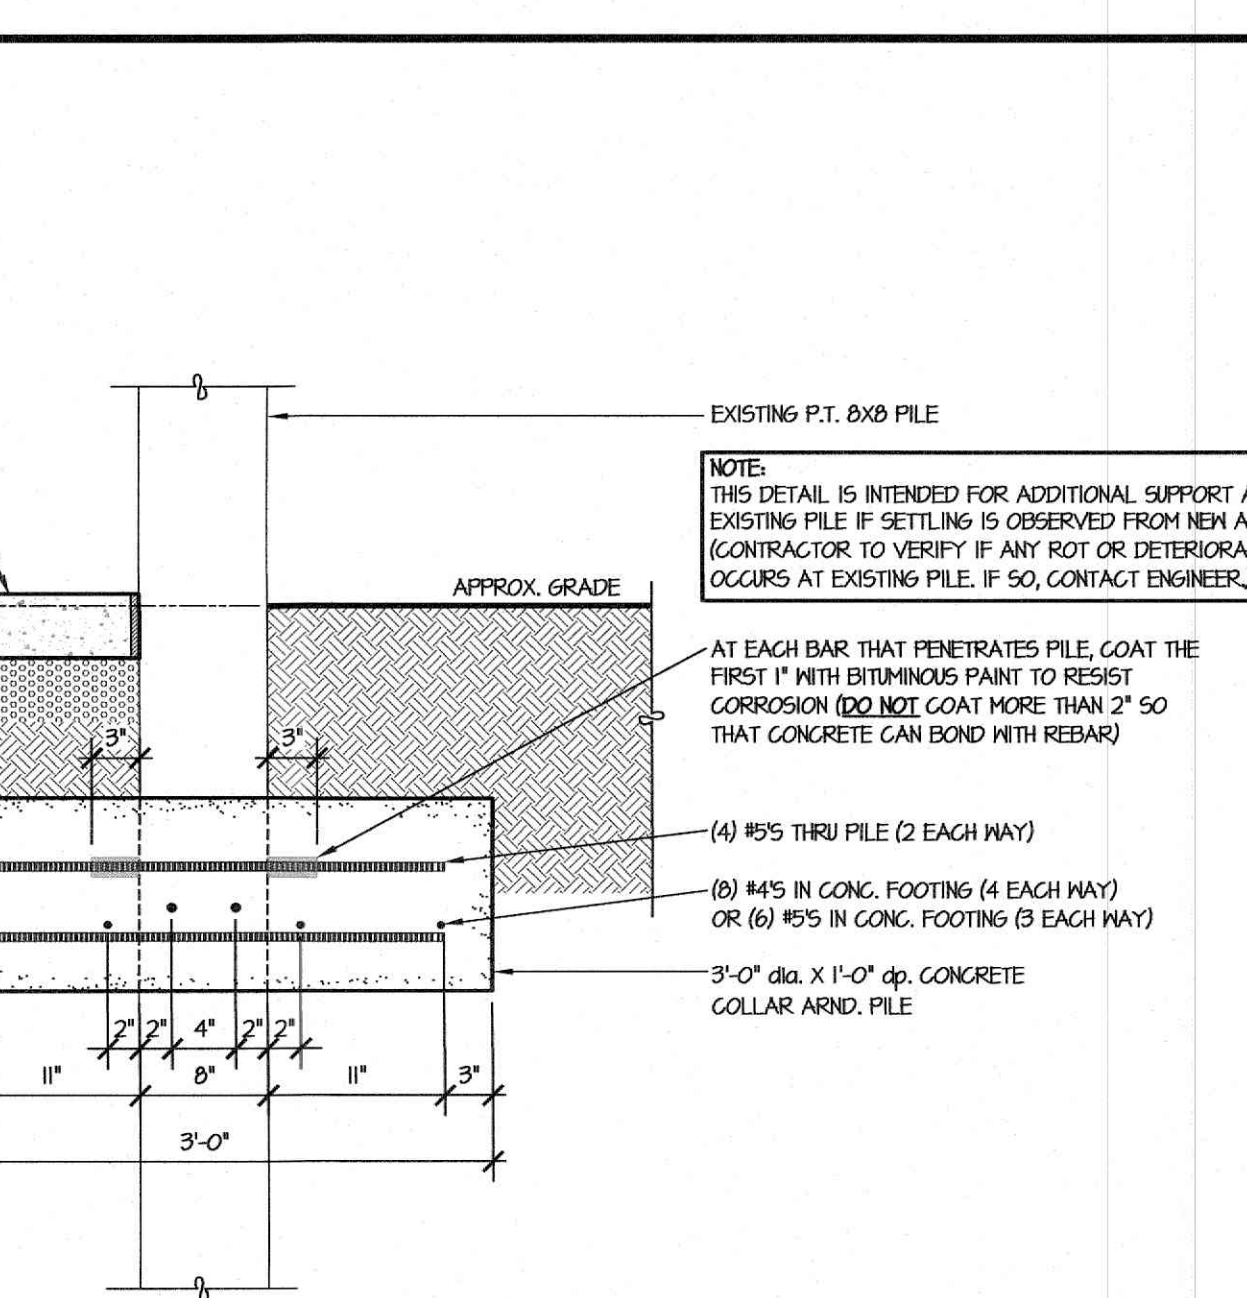 EXISTING P.T. 8X8 PILE
NOTE:
THIS DETAIL IS INTENDED FOR ADDITIONAL SUPPORT
EXISTING PILE IF SETTLING IS OBSERVED FROM NEW
(CONTRACTOR TO VERIFY IF ANY ROT OR DETERIORA
OCCURS AT EXISTING PILE. IF SO, CONTACT ENGINEER.
APPROX. GRADE
AT EACH BAR THAT PENETRATES PILE, COAT THE
FIRST 1" WITH BITUMINOUS PAINT TO RESIST
CORROSION (DO NOT COAT MORE THAN 2" SO
THAT CONCRETE CAN BOND WITH REBAR)
3" 3"
(4) #5'S THRU PILE (2 EACH WAY)
(8) #4'S IN CONC. FOOTING (4 EACH WAY)
OR (6) #5'S IN CONC. FOOTING (3 EACH WAY)
3'-0" dia. X 1'-0" dp. CONCRETE
COLLAR ARND. PILE
2" 2" 4" 2" 2"
11" 8" 11" 3"
3'-0"